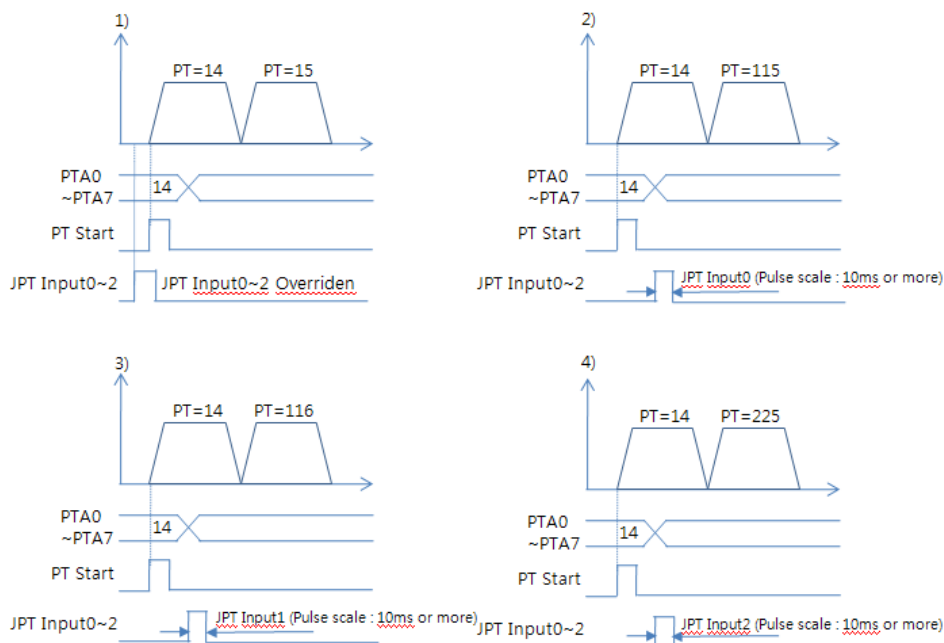 1)
PT=14
PT=15
PTA0
~PTA7
14
PT Start
JPT Input0~2
JPT Input0~2 Overriden
2)
PT=14
PT=115
PTA0
~PTA7
14
PT Start
JPT Input0~2
JPT Input0 (Pulse scale : 10ms or more)
3)
PT=14
PT=116
PTA0
~PTA7
14
PT Start
JPT Input0~2
JPT Input1 (Pulse scale : 10ms or more)
4)
PT=14
PT=225
PTA0
~PTA7
14
PT Start
JPT Input0~2
JPT Input2 (Pulse scale : 10ms or more)